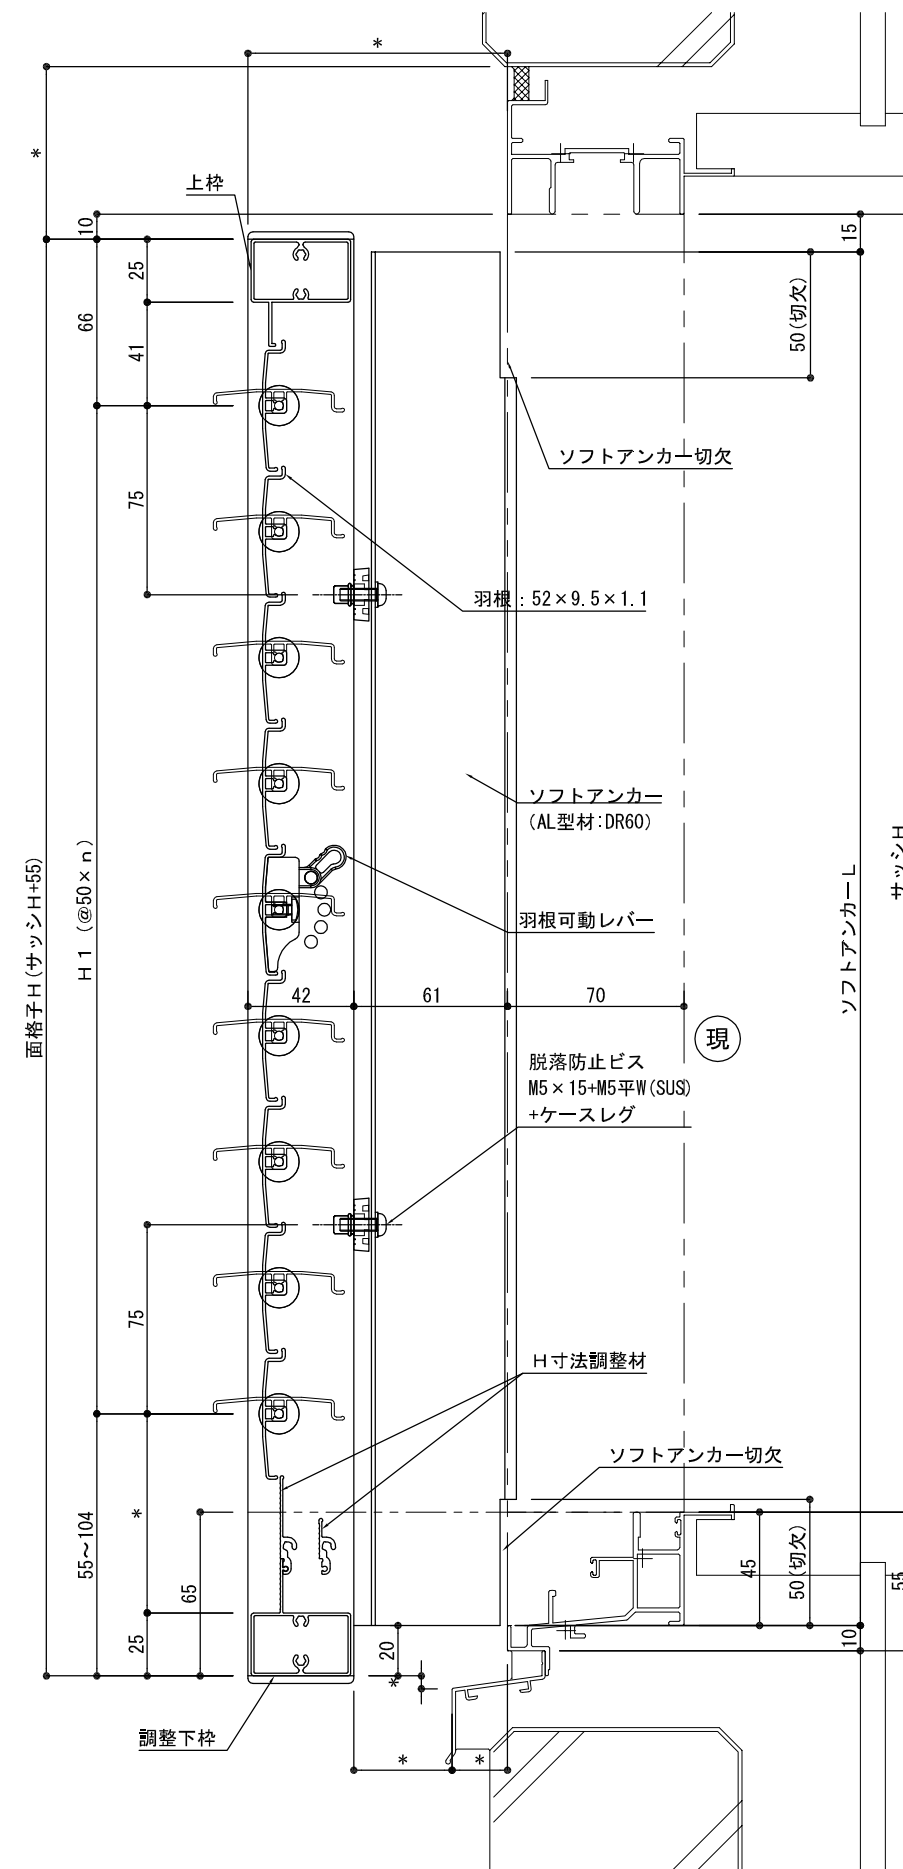 *
*
上枠
10
15
25
50(切欠)
66
41
ソフトアンカー切欠
75
羽根：52×9.5×1.1
ソフトアンカー
(AL型材:DR60)
面格子H(サッシH+55)
H1 (@50×n)
ソフトアンカーL
サッシH
羽根可動レバー
42
61
70
現
脱落防止ビス
M5×15+M5平W(SUS)
+ケースレグ
75
H寸法調整材
ソフトアンカー切欠
*
55~104
65
45
50(切欠)
55
25
20
10
*
調整下枠
*
*